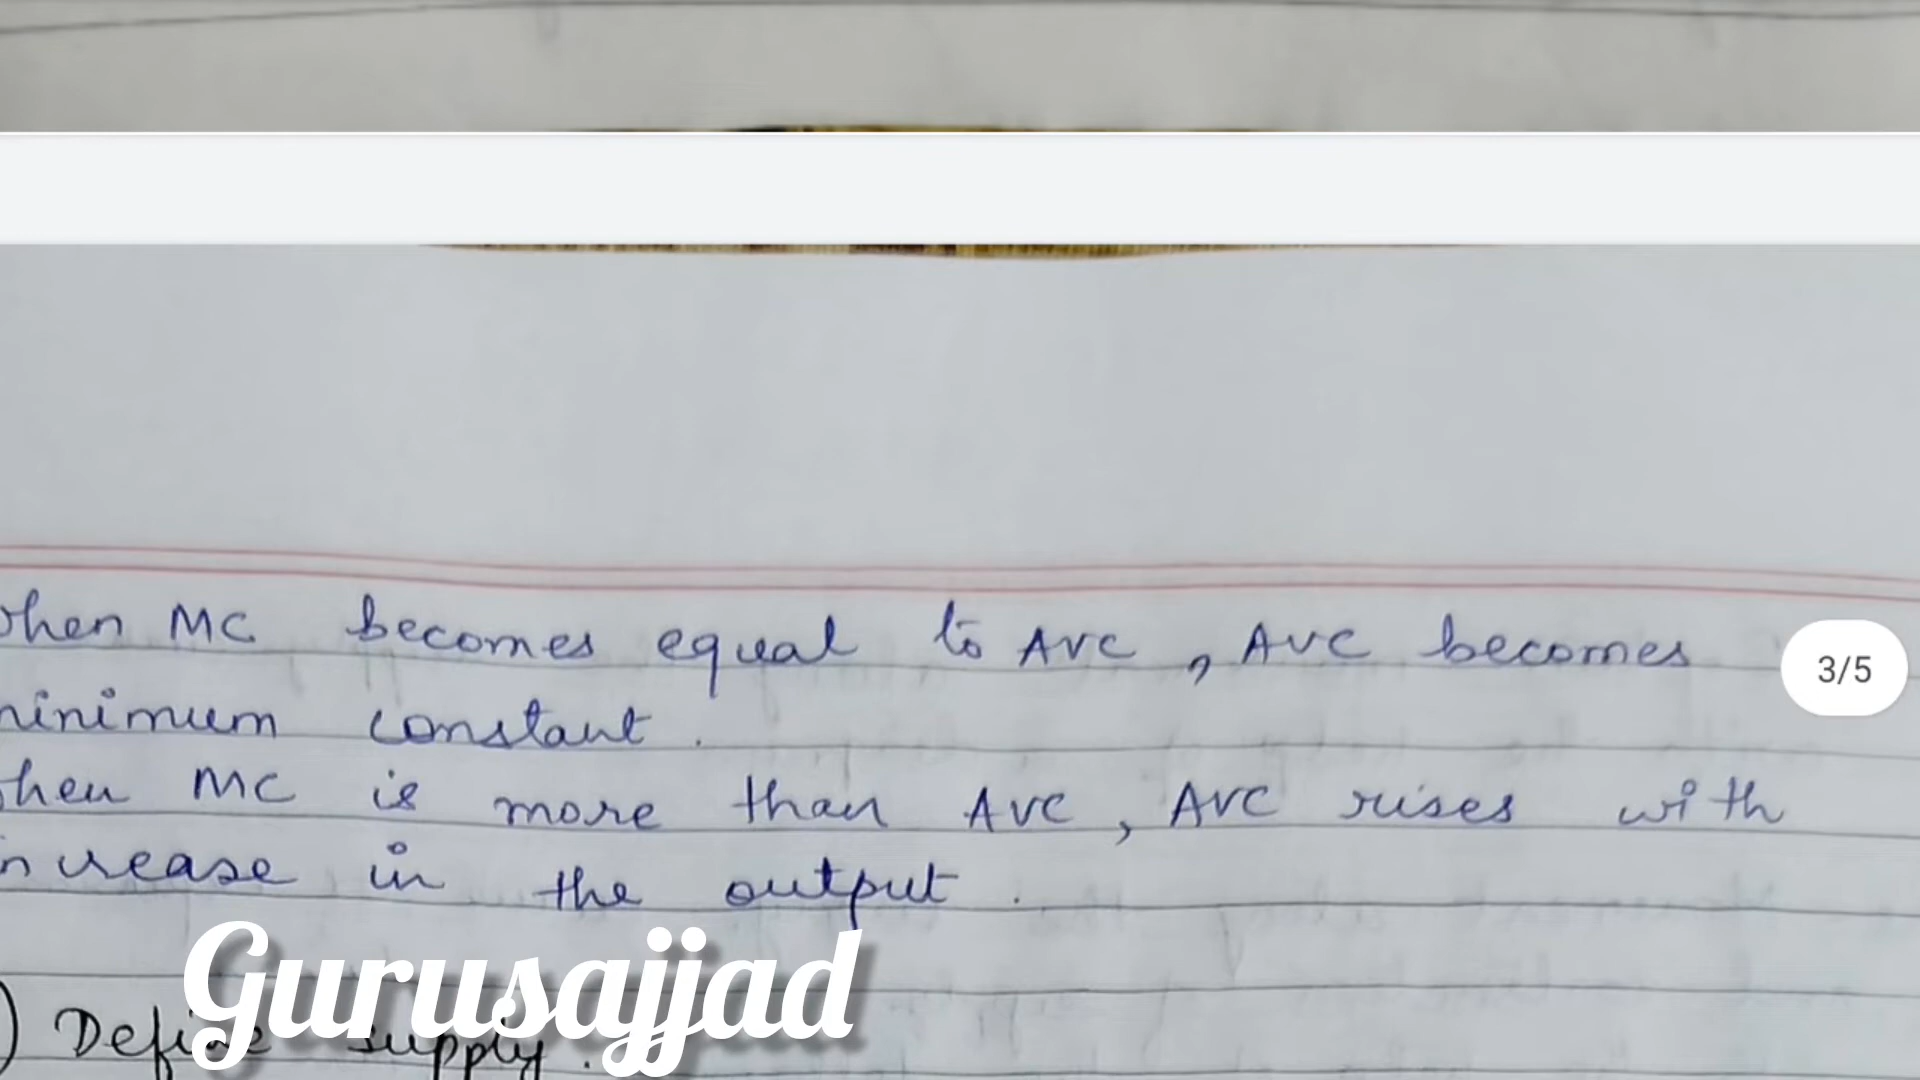 hen MC becomes equal to AVC, AVC becomes
3/5
inimum constant.
hen MC is more than AVC, AVC rises with
ncrease in the output.
Gurusajjad
) Define supply.